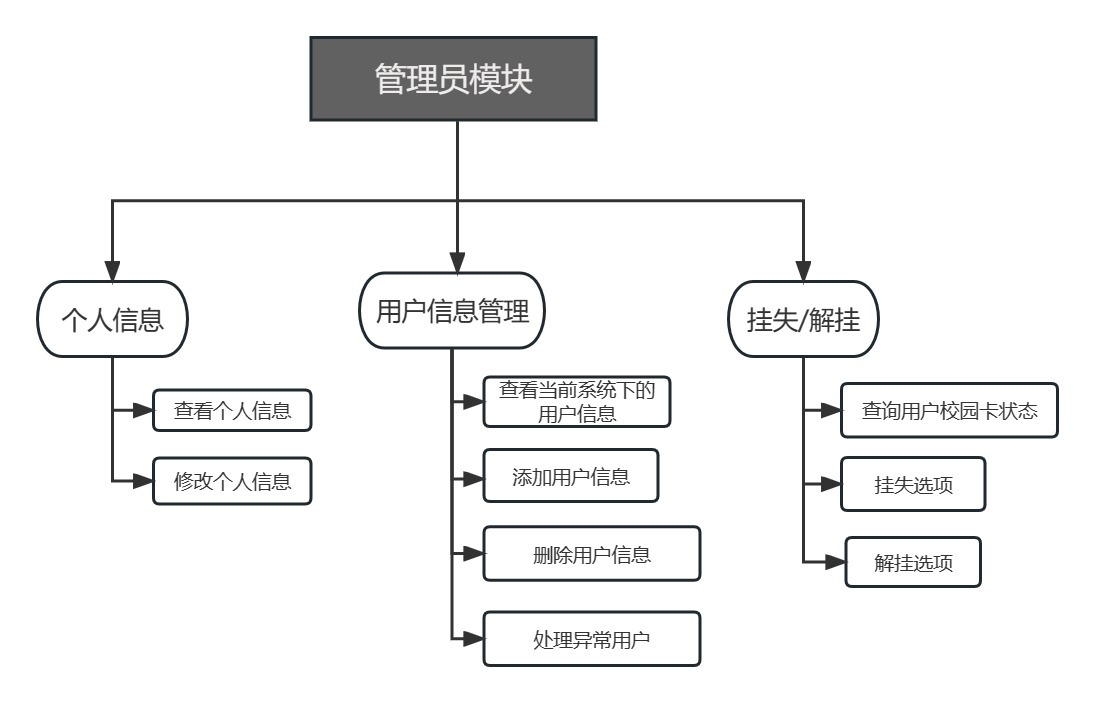 管理员模块
个人信息
用户信息管理
挂失/解挂
查看个人信息
修改个人信息
查看当前系统下的
用户信息
添加用户信息
删除用户信息
处理异常用户
查询用户校园卡状态
挂失选项
解挂选项